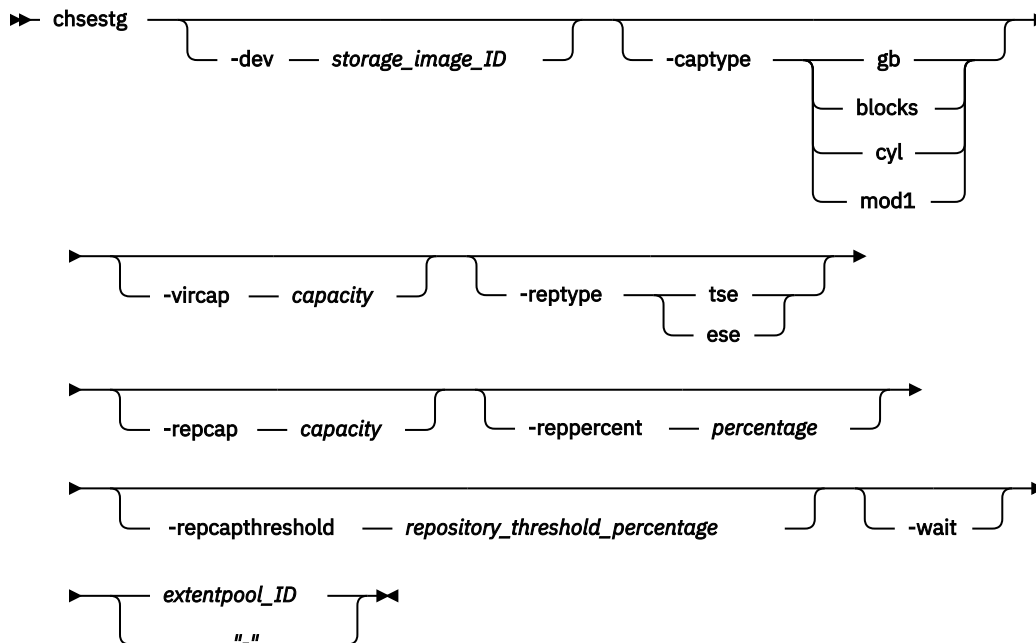 chsestg
-dev storage_image_ID -captype gb
blocks
cyl
mod1
-vircap capacity -reptype tse
ese
-repcap capacity -reppercent percentage
-repcapthreshold repository_threshold_percentage -wait
extentpool_ID
"-"